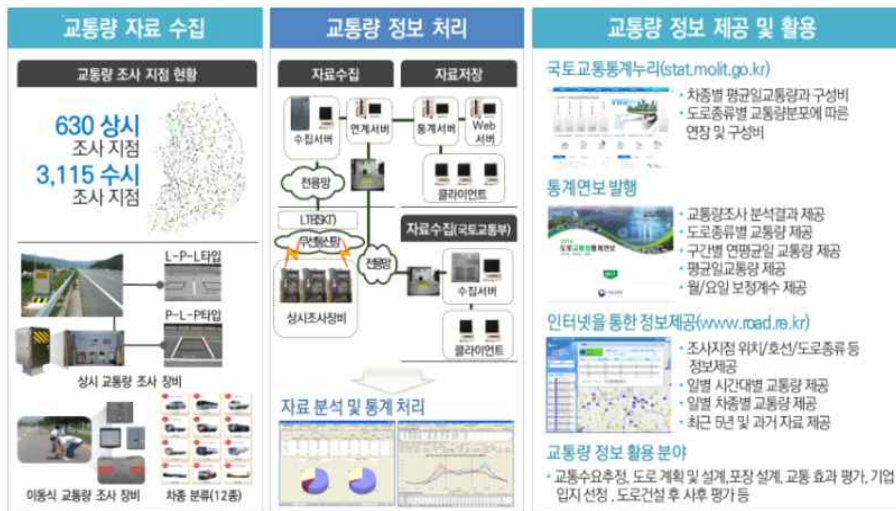 교통량 자료 수집
교통량 조사 지점 현황
630 상시
조사 지점
3,115 수시
조사 지점
L-P-L타입
P-L-P타입
상시 교통량 조사 장비
이동식 교통량 조사 장비
차종 분류(12종)
교통량 정보 처리
자료수집
자료저장
수집서버
연계서버
통계서버
Web
서버
전용망
클라이언트
LTE(SKT)
무선통신망
자료수집(국토교통부)
전용망
수집서버
상시조사장비
클라이언트
자료 분석 및 통계 처리
교통량 정보 제공 및 활용
국토교통통계누리(stat.molit.go.kr)
• 차종별 평균일교통량과 구성비
• 도로종류별 교통량분포에 따른
연장 및 구성비
통계연보 발행
도로교통량통계연보
• 교통량조사 분석결과 제공
• 도로종류별 교통량 제공
• 구간별 연평균일 교통량 제공
• 평균일교통량 제공
• 월/요일 보정계수 제공
인터넷을 통한 정보제공(www.road.re.kr)
• 조사지점 위치/호선/도로종류 등
정보제공
• 일별 시간대별 교통량 제공
• 일별 차종별 교통량 제공
• 최근 5년 및 과거 자료 제공
교통량 정보 활용 분야
• 교통수요추정, 도로 계획 및 설계,포장 설계, 교통 효과 평가, 기업
입지 선정 , 도로건설 후 사후 평가 등